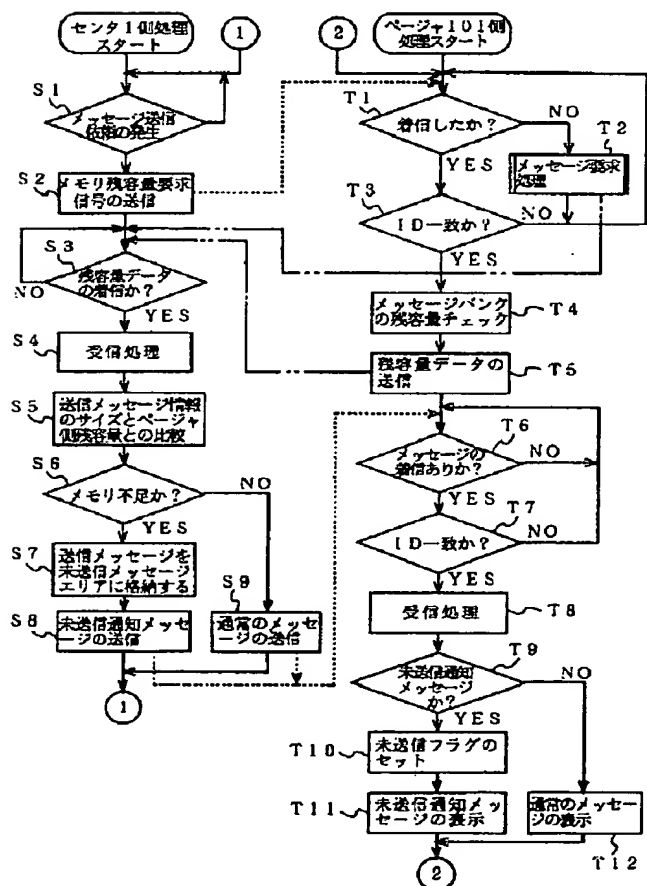 センタ1側処理
スタート
1
S1
メッセージ送信
依頼の発生
S2
メモリ残容量要求
信号の送信
S3
残容量データ
の着信か?
NO
YES
S4
受信処理
S5
送信メッセージ情報
のサイズとページャ
側残容量との比較
S6
メモリ不足か?
NO
YES
S7
送信メッセージを
未送信メッセージ
エリアに格納する
S8
未送信通知メッセ
ージの送信
S9
通常のメッセ
ージの送信
1
2
ページャ101側
処理スタート
T1
着信したか?
NO
YES
T2
メッセージ要求
処理
T3
ID一致か?
NO
YES
メッセージバンク
の残容量チェック
T4
残容量データの
送信
T5
T6
メッセージの
着信ありか?
NO
YES
T7
ID一致か?
NO
YES
受信処理
T8
T9
未送信通知
メッセージ
か?
NO
YES
T10
未送信フラグの
セット
T11
未送信通知メッ
セージの表示
通常のメッセー
ジの表示
T12
2